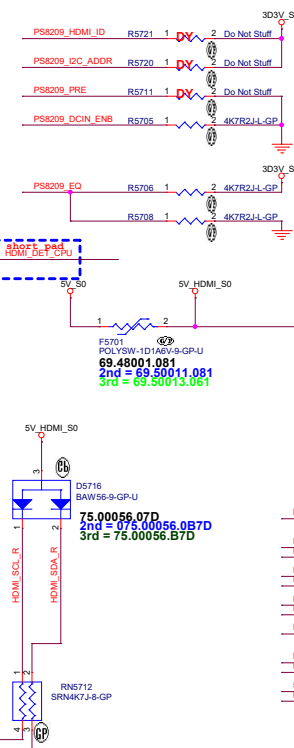 3D3V_S
PS8209_HDMI_ID R5721 1 DY 2 Do Not Stuff
PS8209_I2C_ADDR R5720 1 DY 2 Do Not Stuff
PS8209_PRE R5711 1 DY 2 Do Not Stuff
PS8209_DCIN_ENB R5705 1 2 4K7R2J-L-GP
3D3V_S
PS8209_EQ R5706 1 2 4K7R2J-L-GP
R5708 1 2 4K7R2J-L-GP
short pad
HDMI_DET_CPU
5V_S0 5V_HDMI_S0
1 2
F5701
POLYSW-1D1A6V-9-GP-U
69.48001.081
2nd = 69.50011.081
3rd = 69.50013.061
5V_HDMI_S0
3
D5716
BAW56-9-GP-U
75.00056.07D
2nd = 075.00056.0B7D
3rd = 75.00056.B7D
1 2
HDMI_SCL_R
HDMI_SDA_R
1 2
RN5712
SRN4K7J-8-GP
4 3
GP